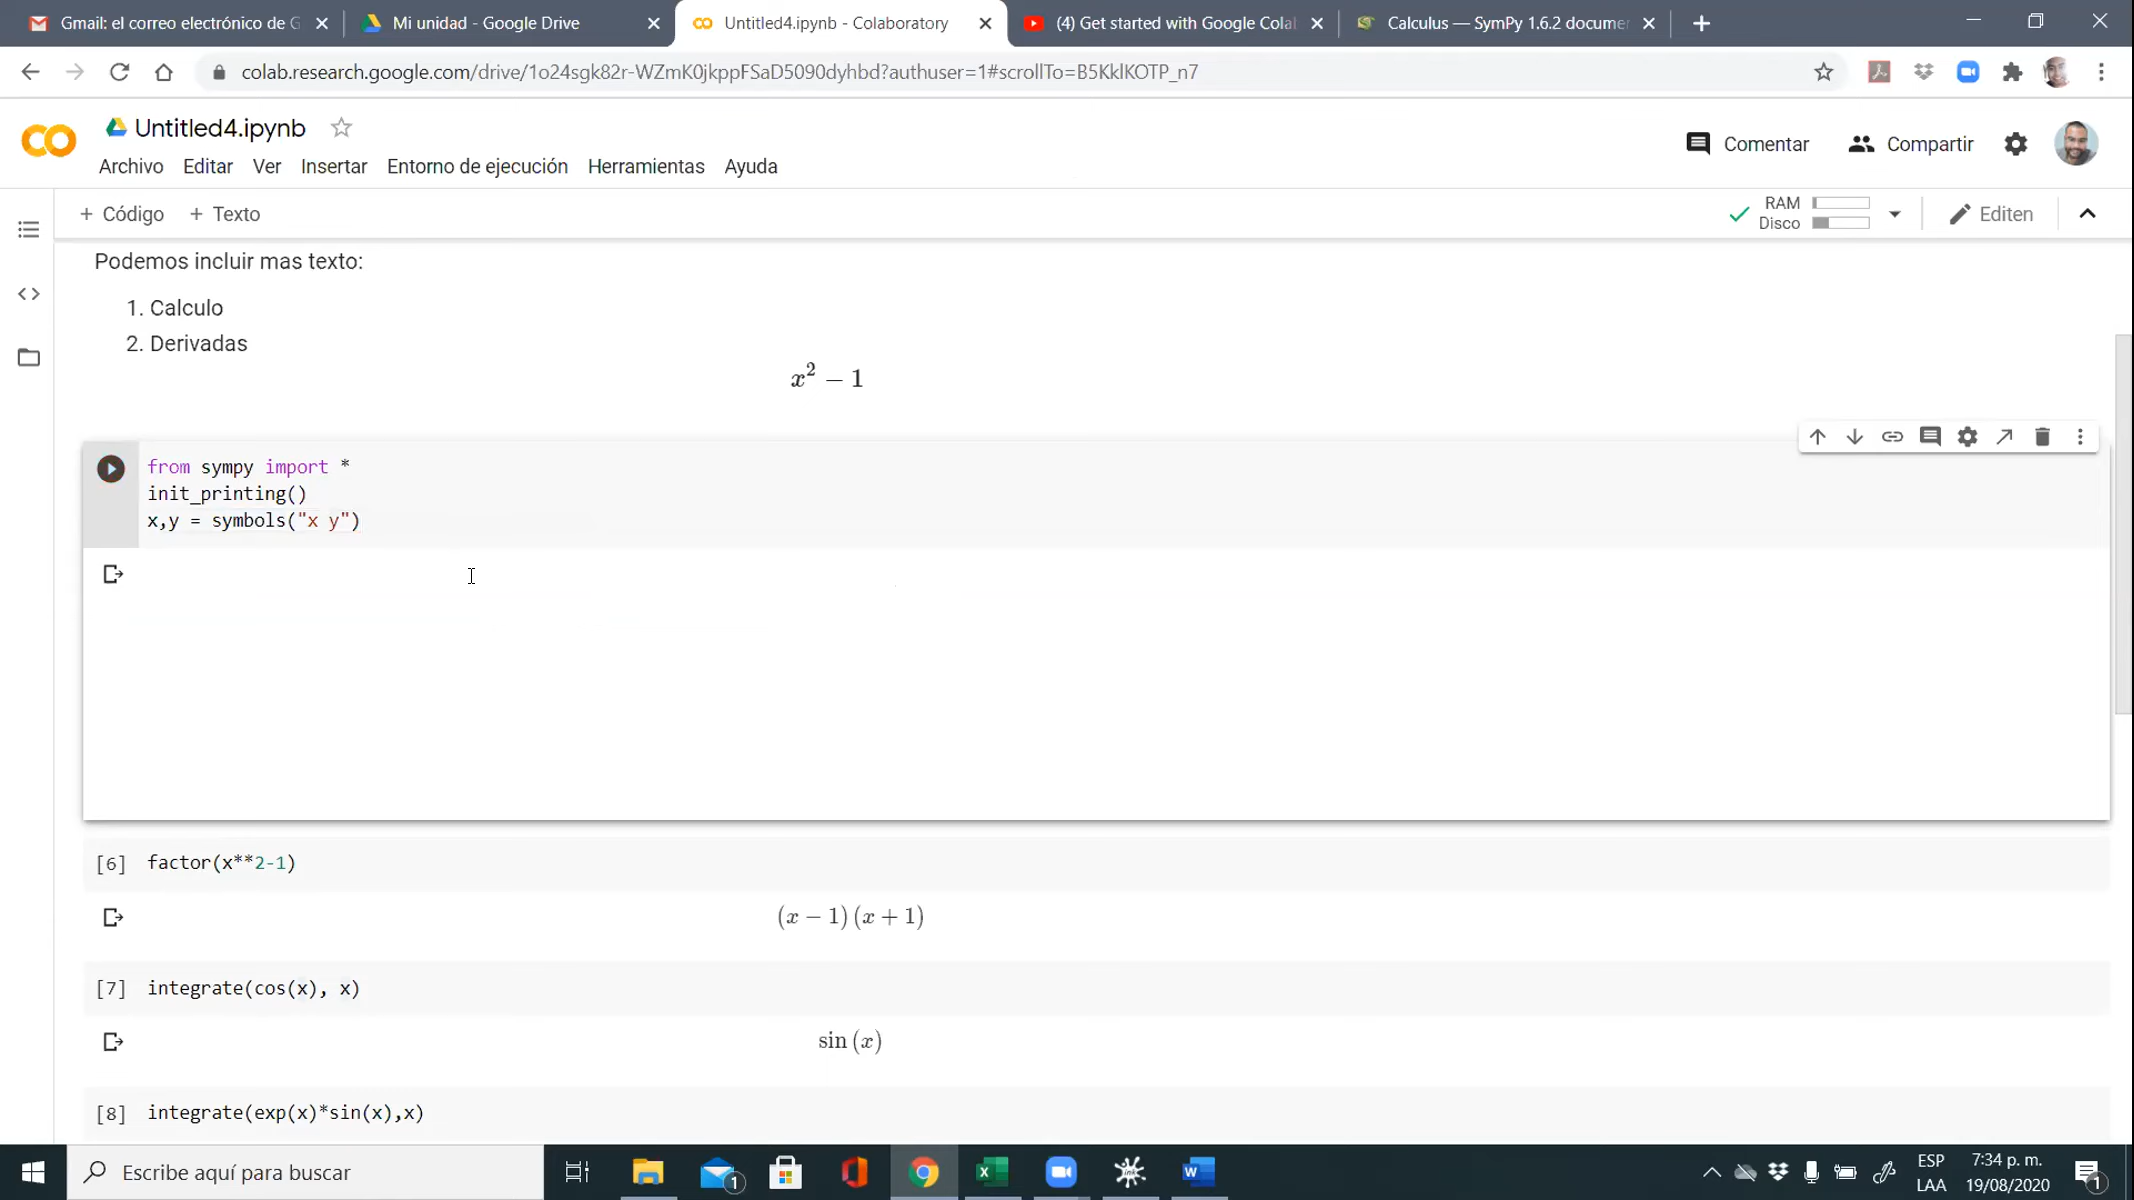 Gmail: el correo electrónico de G
Mi unidad - Google Drive
Untitled4.ipynb - Colaboratory
(4) Get started with Google Colab
Calculus — SymPy 1.6.2 documen
colab.research.google.com/drive/1o24sgk82r-WZmK0jkppFSaD5090dyhbd?authuser=1#scrollTo=B5KklKOTP_n7
Untitled4.ipynb
Archivo Editar Ver Insertar Entorno de ejecución Herramientas Ayuda
Comentar Compartir
+ Código + Texto
RAM
Disco
Editen
Podemos incluir mas texto:
1. Calculo
2. Derivadas
x² − 1
from sympy import *
init_printing()
x,y = symbols("x y")
[6] factor(x**2-1)
(x − 1)(x + 1)
[7] integrate(cos(x), x)
sin (x)
[8] integrate(exp(x)*sin(x),x)
Escribe aquí para buscar
1
ESP
LAA
7:34 p. m.
19/08/2020
1